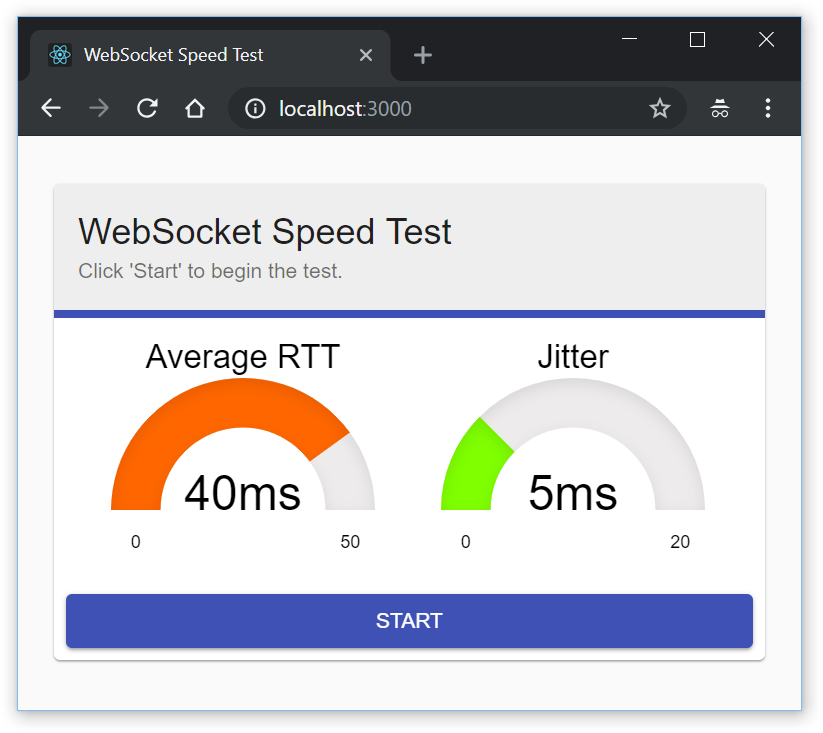 WebSocket Speed Test
localhost:3000
WebSocket Speed Test
Click 'Start' to begin the test.
Average RTT
40ms
0 50
Jitter
5ms
0 20
START